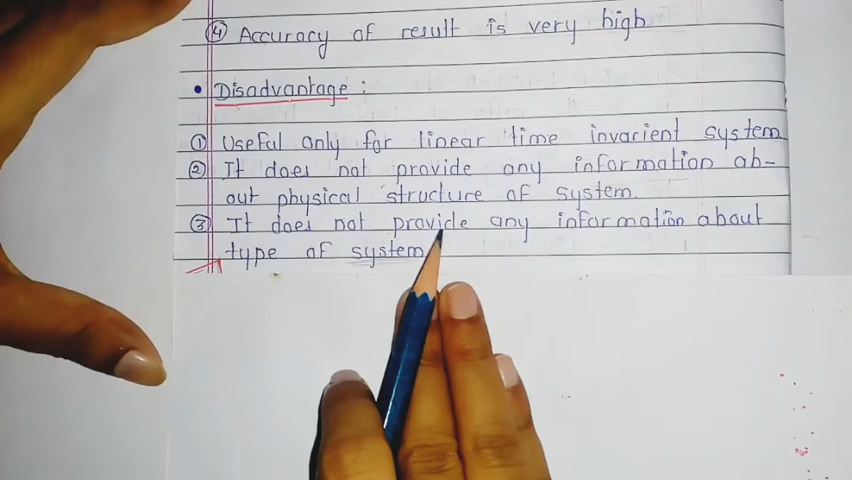 ④ Accuracy of result is very high
• Disadvantage :
① Useful only for linear time invarient system
② It does not provide any information ab-
out physical structure of system.
③ It does not provide any information about
type of system